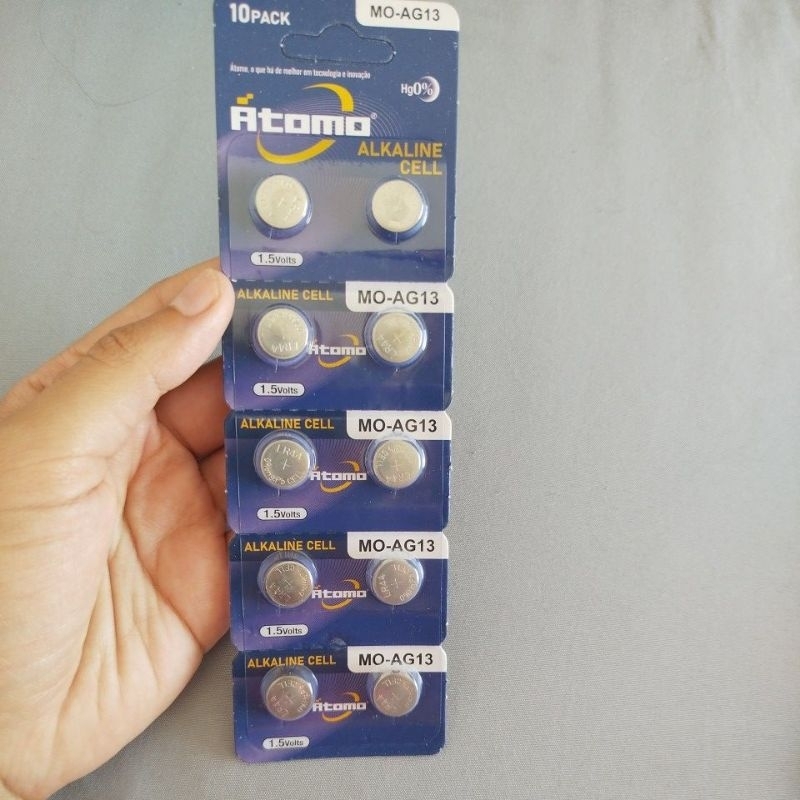 10PACK
MO-AG13
Átomo, o que há de melhor em tecnologia e inovação
Hg0%
Átomo®
ALKALINE
CELL
1.5Volts
ALKALINE CELL
MO-AG13
Átomo
1.5Volts
ALKALINE CELL
MO-AG13
LR44
Átomo
1.5Volts
ALKALINE CELL
MO-AG13
LR44
Átomo
1.5Volts
ALKALINE CELL
MO-AG13
LR44
Átomo
1.5Volts